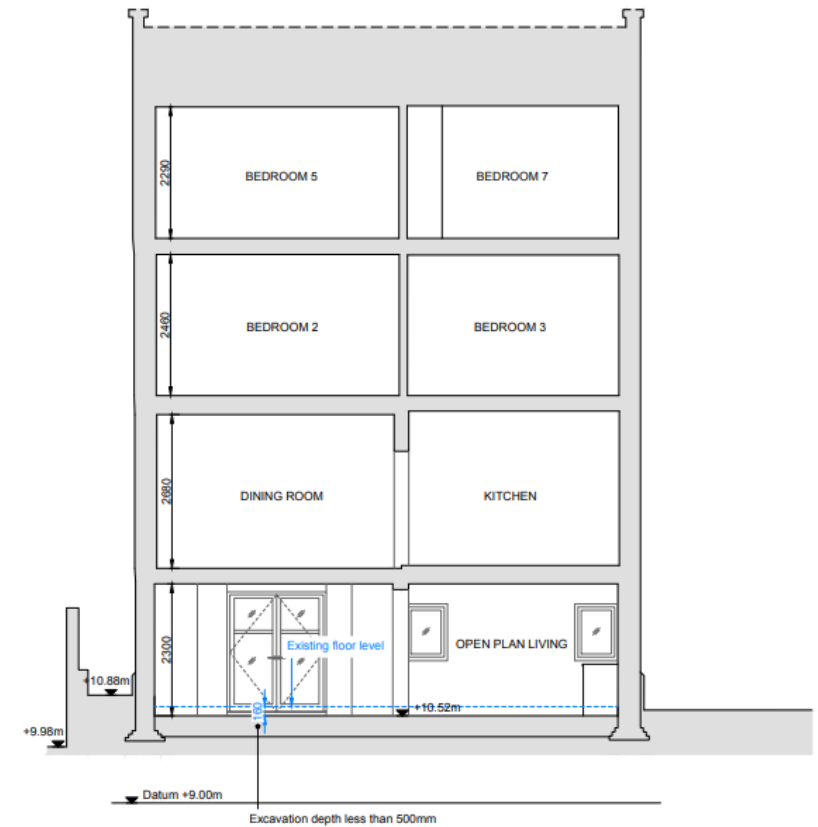 2290
BEDROOM 5
BEDROOM 7
2460
BEDROOM 2
BEDROOM 3
2680
DINING ROOM
KITCHEN
2300
Existing floor level
OPEN PLAN LIVING
+10.88m
160
+10.52m
+9.98m
Datum +9.00m
Excavation depth less than 500mm